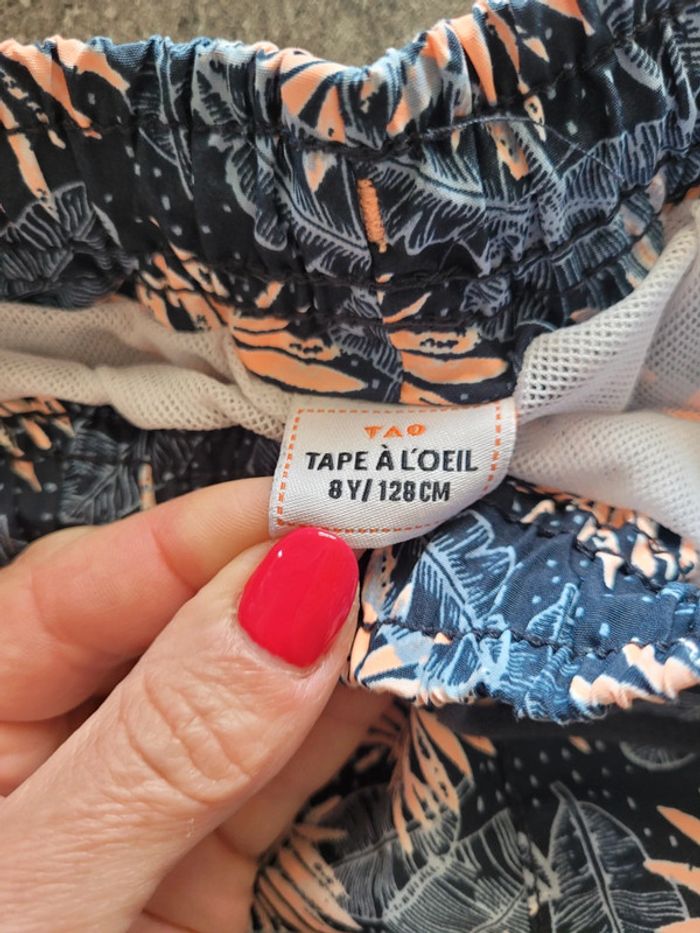 TAO
TAPE À L'OEIL
8Y/128CM